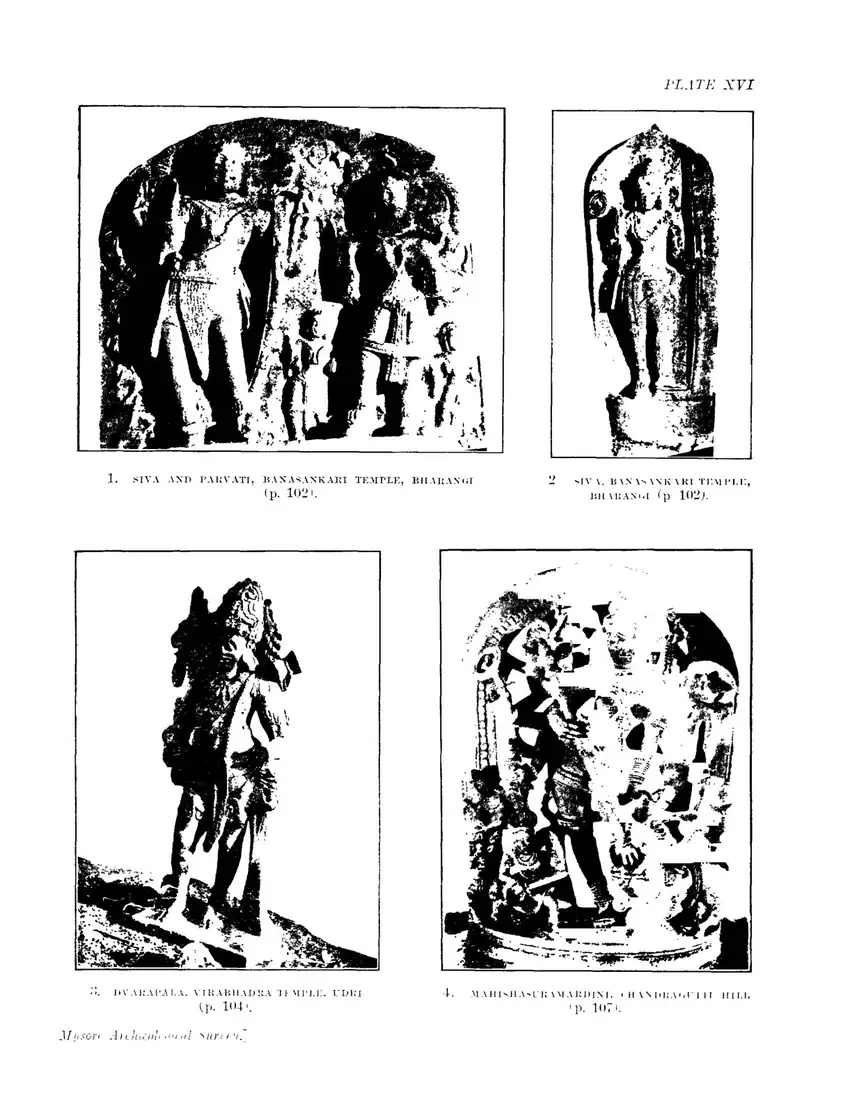 PLATE XVI
1. SIVA AND PARVATI, BANASANKARI TEMPLE, BHARANGI
(p. 102).
2 SIVA, BANASANKARI TEMPLE,
BHARANGI (p 102).
3. DVARAPALA, VIRABHADRA TEMPLE, UDRI
(p. 104).
4. MAHISHASURAMARDINI, CHANDRAGUTTI HILL
(p. 107).
Mysore Archæological Survey.]